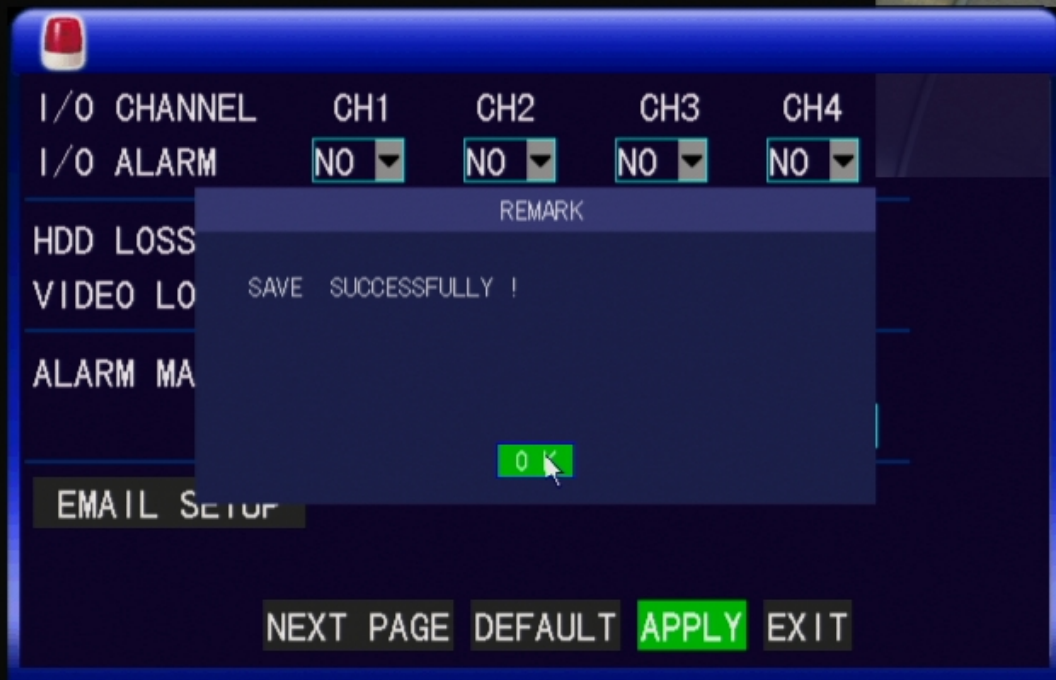 I/O CHANNEL CH1 CH2 CH3 CH4
I/O ALARM NO NO NO NO
REMARK
HDD LOSS
SAVE SUCCESSFULLY !
VIDEO LO
ALARM MA
O K
EMAIL SETUP
NEXT PAGE DEFAULT APPLY EXIT